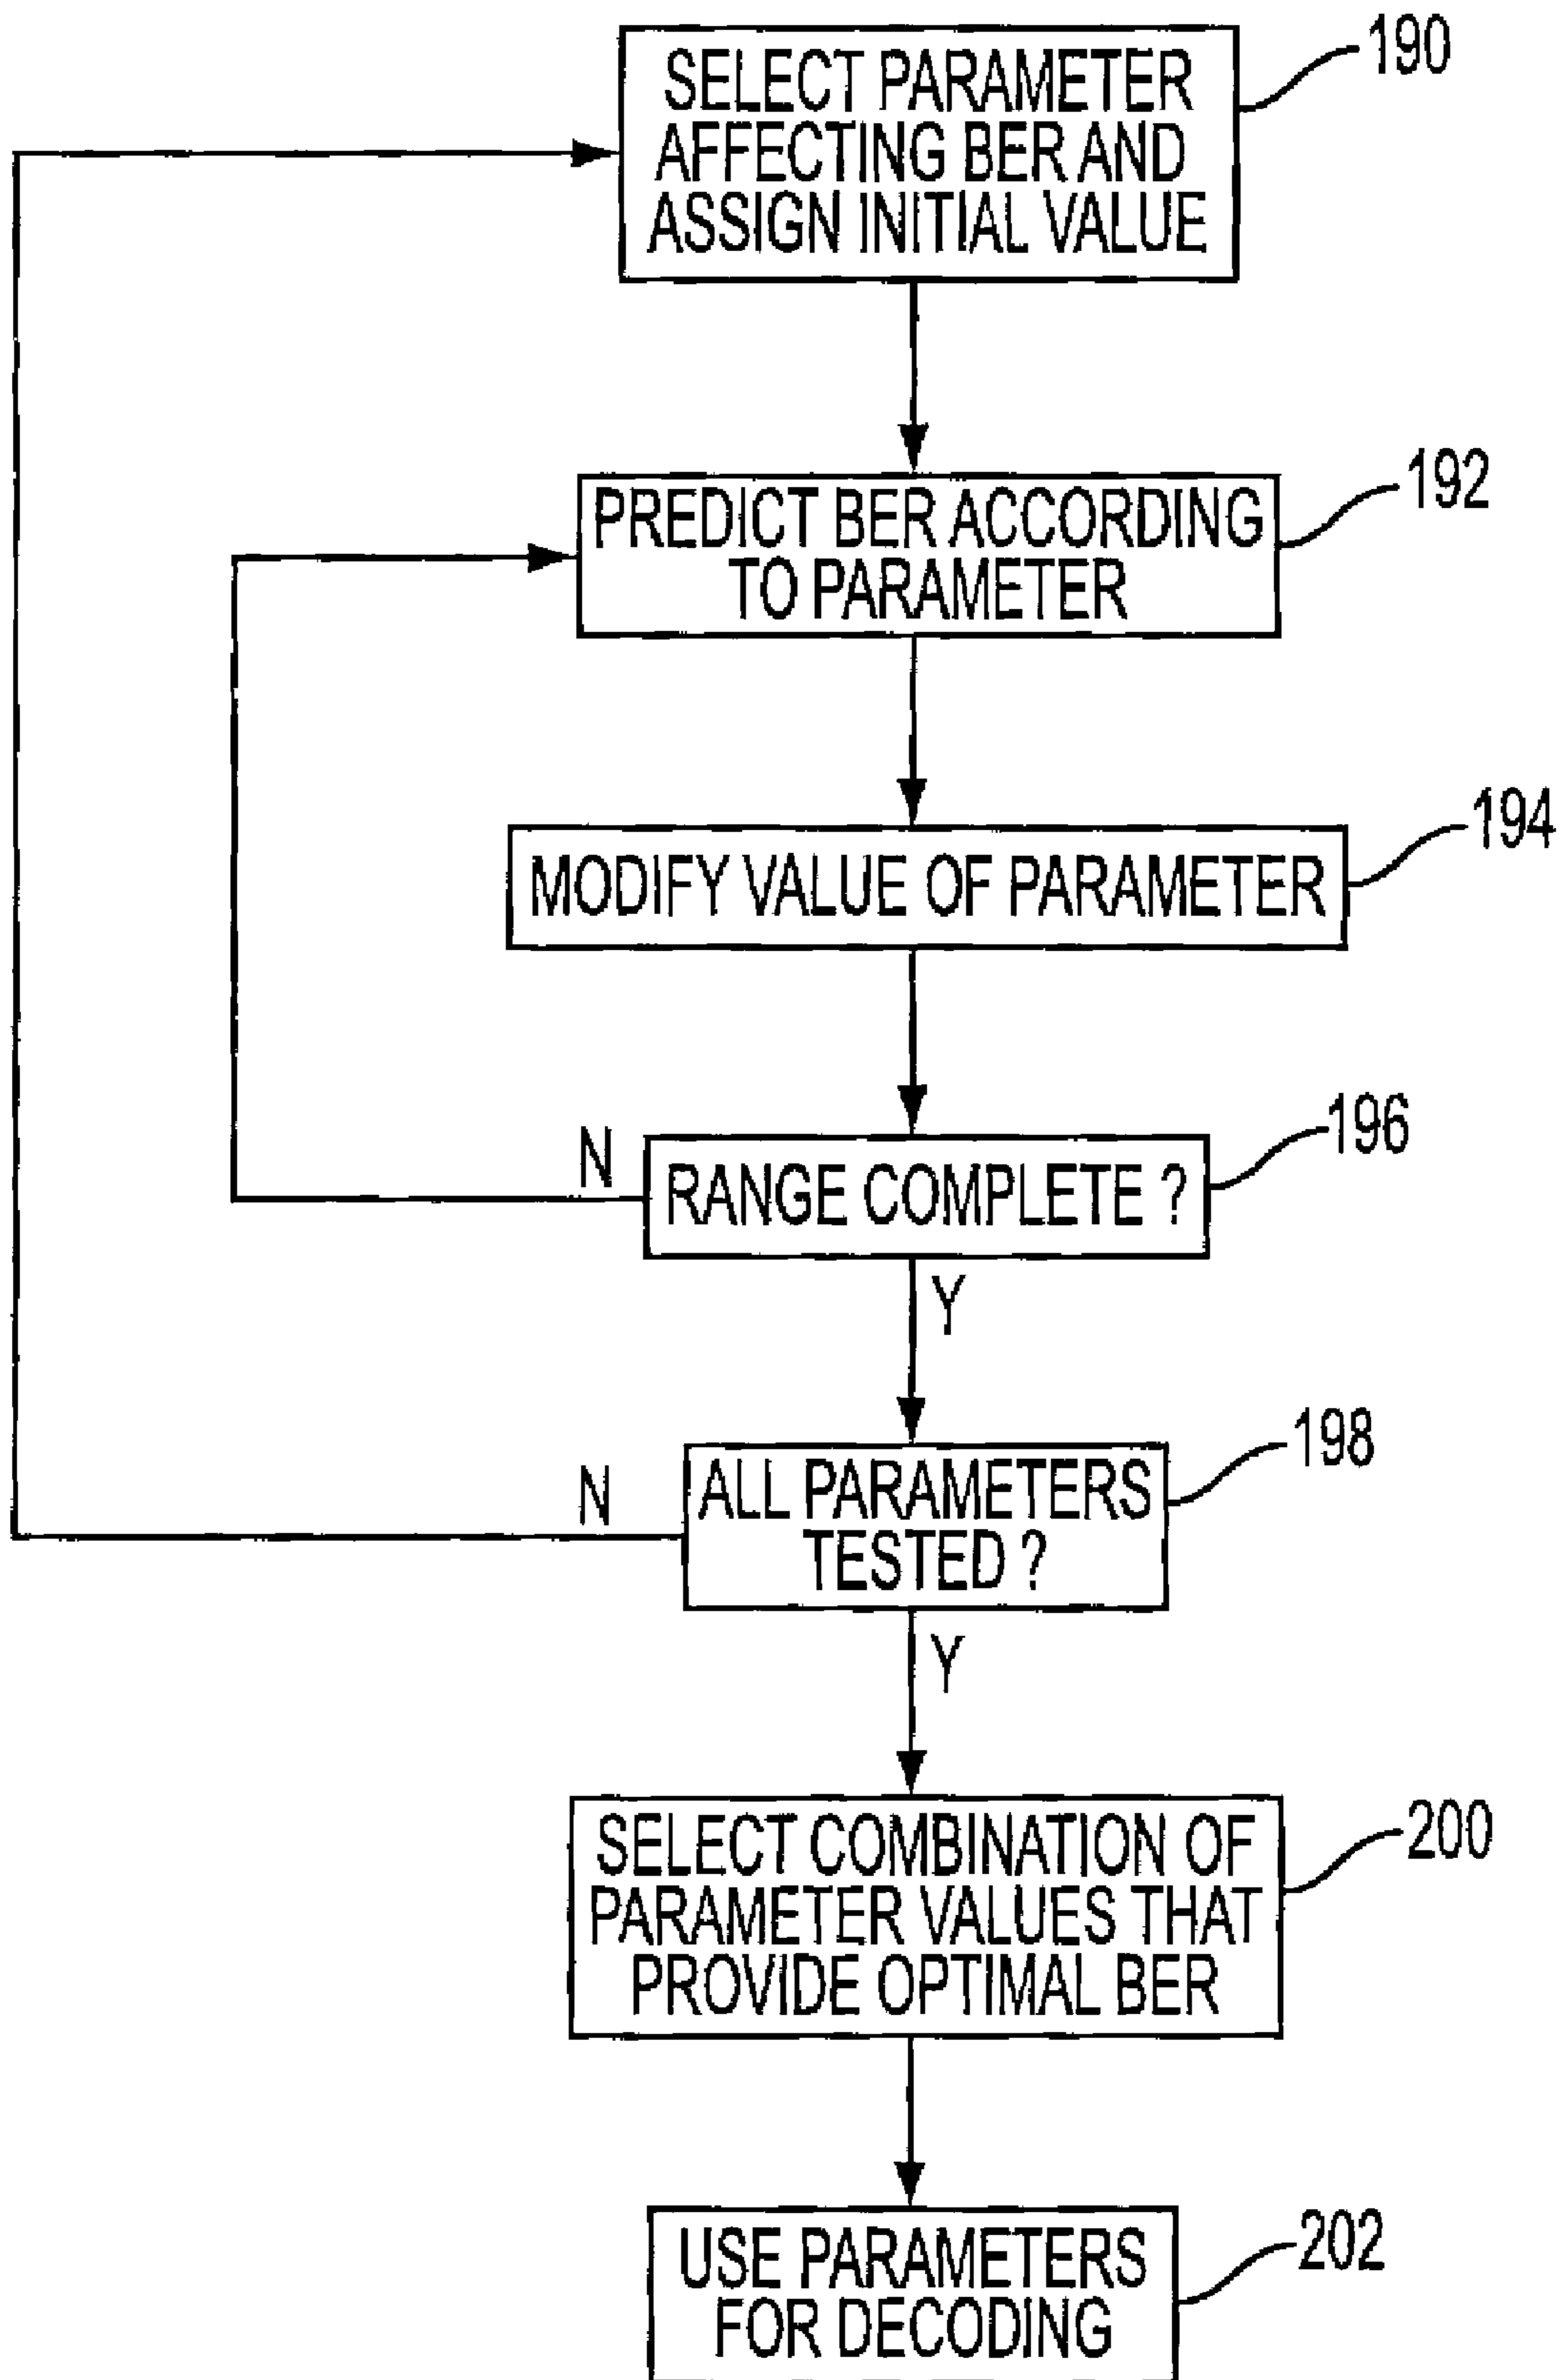 SELECT PARAMETER
AFFECTING BER AND
ASSIGN INITIAL VALUE
190
PREDICT BER ACCORDING
TO PARAMETER
192
MODIFY VALUE OF PARAMETER
194
N
RANGE COMPLETE ?
196
Y
N
ALL PARAMETERS
TESTED ?
198
Y
SELECT COMBINATION OF
PARAMETER VALUES THAT
PROVIDE OPTIMAL BER
200
USE PARAMETERS
FOR DECODING
202